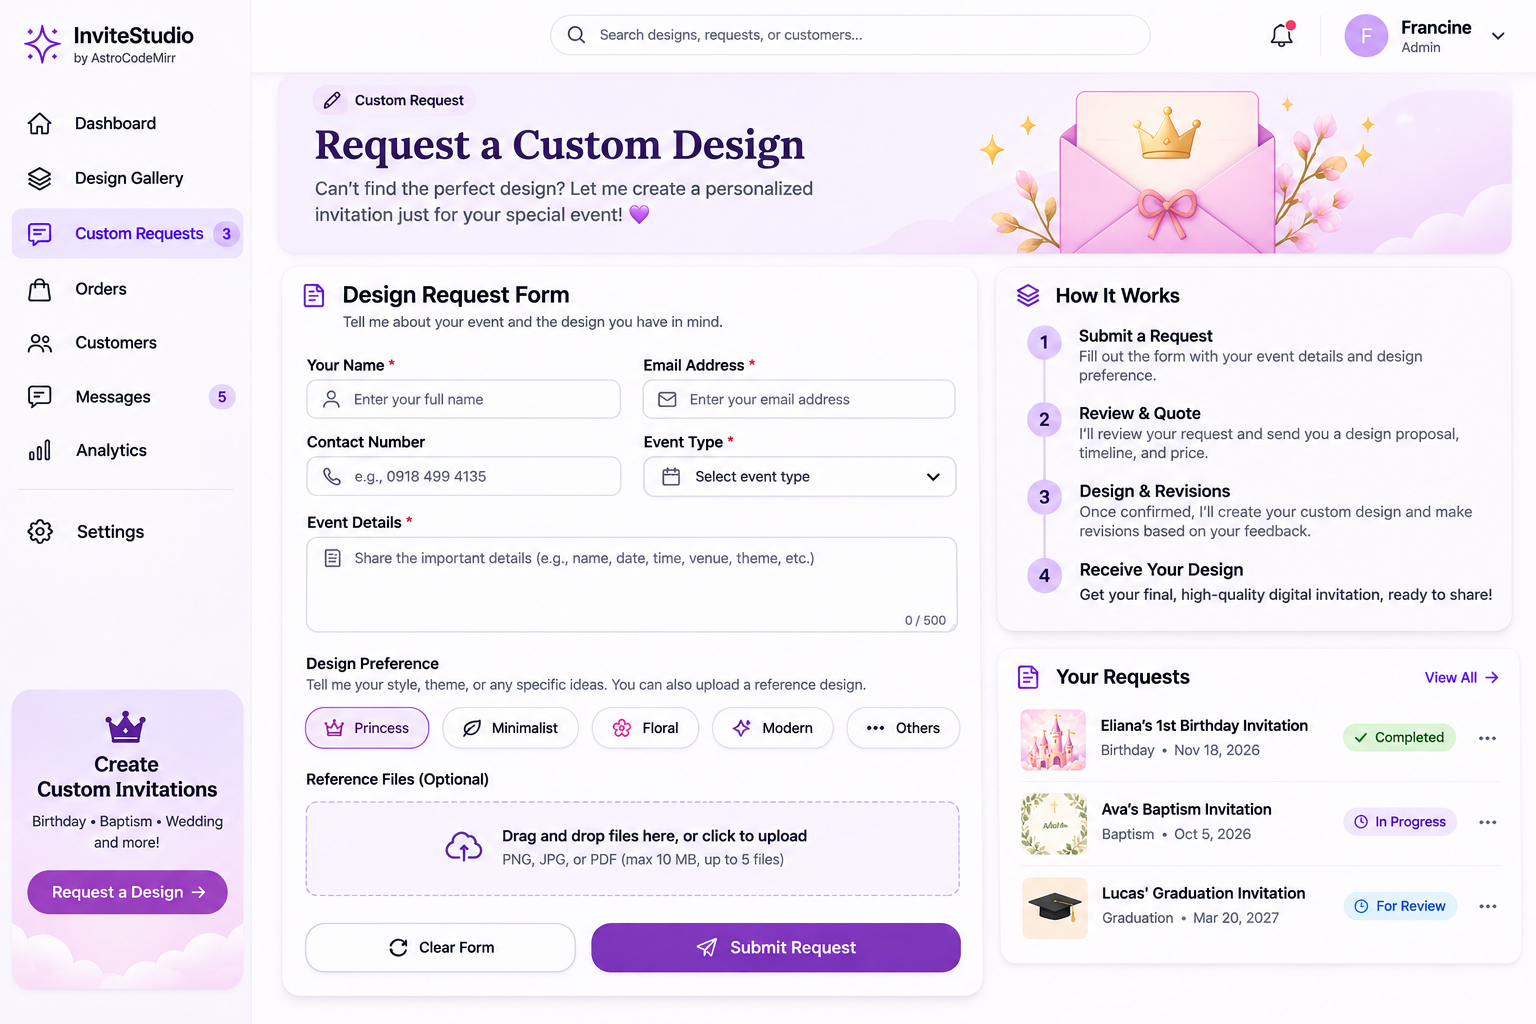 InviteStudio
by AstroCodeMirr
Dashboard
Design Gallery
Custom Requests 3
Orders
Customers
Messages 5
Analytics
Settings
Create
Custom Invitations
Birthday • Baptism • Wedding
and more!
Request a Design →
Search designs, requests, or customers...
F
Francine
Admin
Custom Request
Request a Custom Design
Can't find the perfect design? Let me create a personalized
invitation just for your special event! 💜
Design Request Form
Tell me about your event and the design you have in mind.
Your Name *
Enter your full name
Email Address *
Enter your email address
Contact Number
e.g., 0918 499 4135
Event Type *
Select event type
Event Details *
Share the important details (e.g., name, date, time, venue, theme, etc.)
0 / 500
Design Preference
Tell me your style, theme, or any specific ideas. You can also upload a reference design.
Princess
Minimalist
Floral
Modern
Others
Reference Files (Optional)
Drag and drop files here, or click to upload
PNG, JPG, or PDF (max 10 MB, up to 5 files)
Clear Form
Submit Request
How It Works
1
Submit a Request
Fill out the form with your event details and design
preference.
2
Review & Quote
I'll review your request and send you a design proposal,
timeline, and price.
3
Design & Revisions
Once confirmed, I'll create your custom design and make
revisions based on your feedback.
4
Receive Your Design
Get your final, high-quality digital invitation, ready to share!
Your Requests
View All →
Eliana's 1st Birthday Invitation
Birthday • Nov 18, 2026
Completed
Ava's Baptism Invitation
Baptism • Oct 5, 2026
In Progress
Lucas' Graduation Invitation
Graduation • Mar 20, 2027
For Review